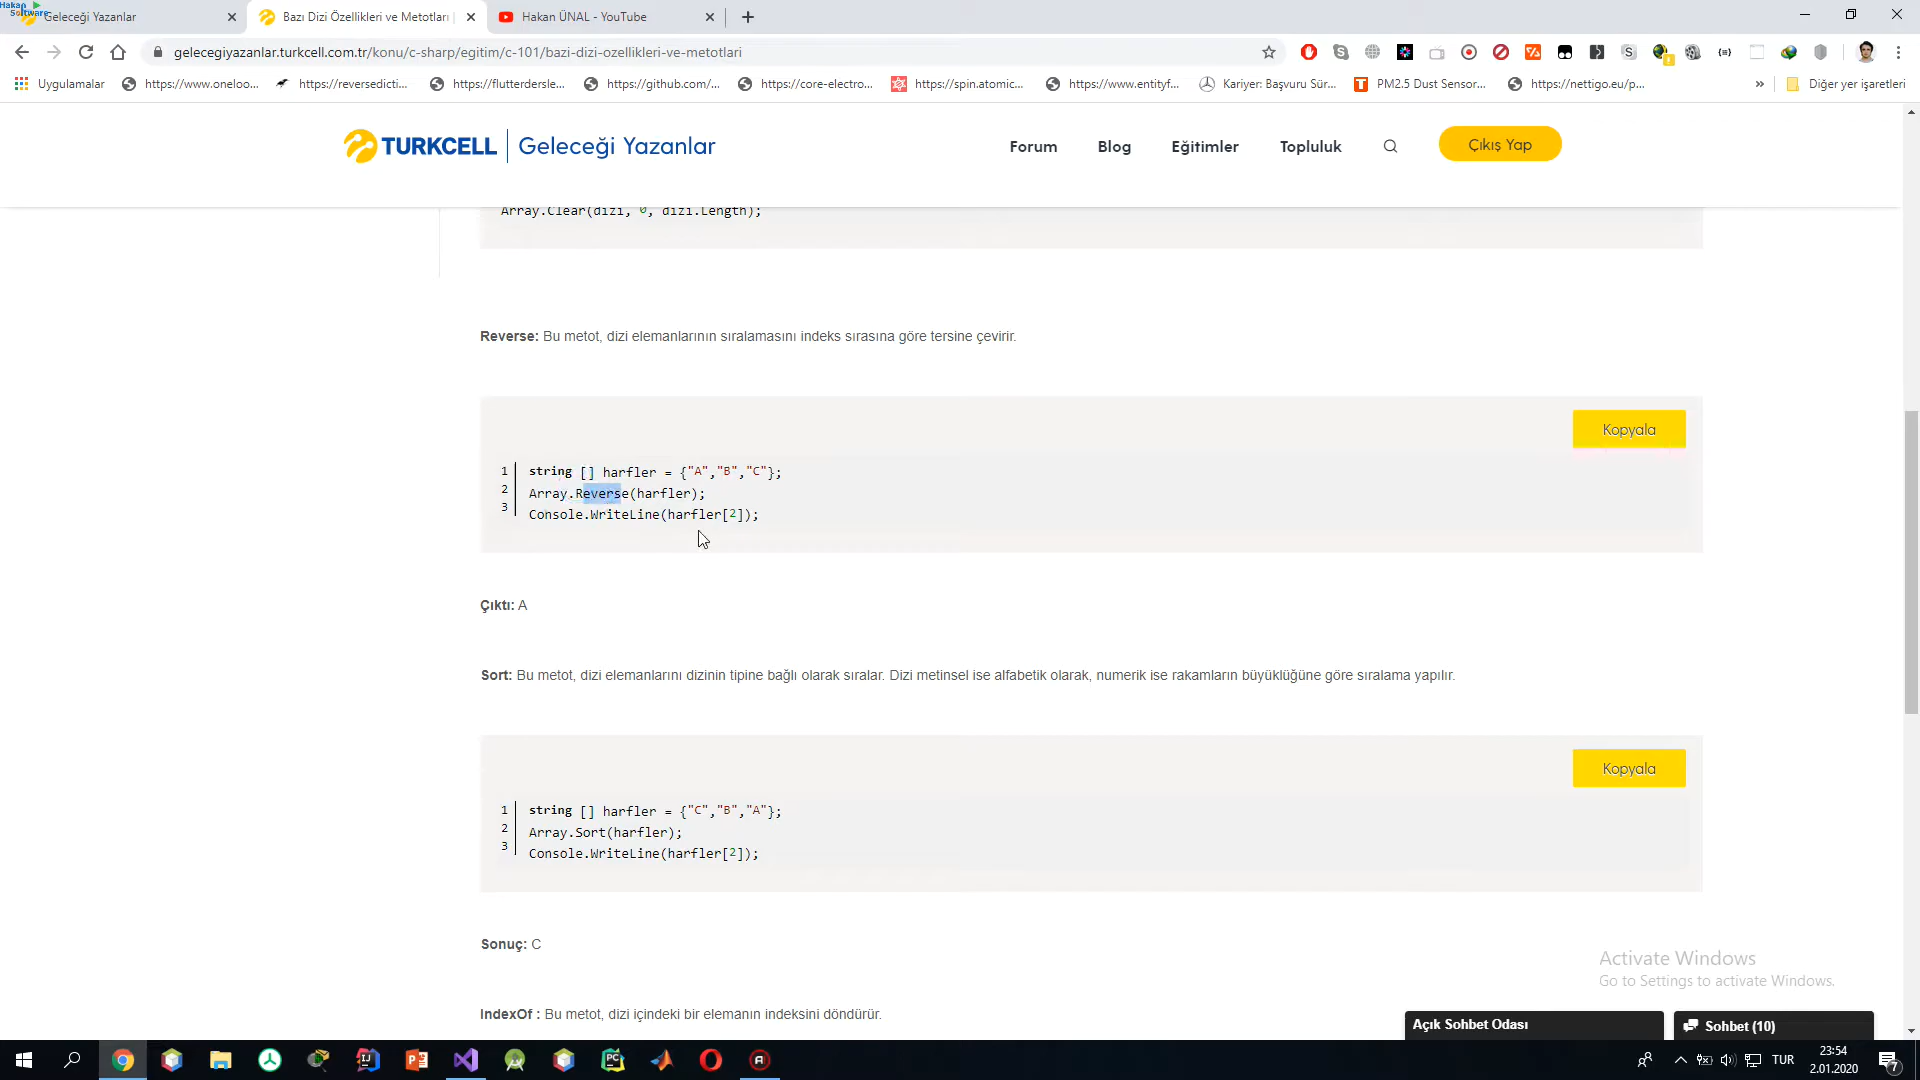 Hakan
Software
Geleceği Yazanlar
Bazı Dizi Özellikleri ve Metotları
Hakan ÜNAL - YouTube
gelecegiyazanlar.turkcell.com.tr/konu/c-sharp/egitim/c-101/bazi-dizi-ozellikleri-ve-metotlari
Uygulamalar
https://www.oneloo...
https://reversedicti...
https://flutterdersle...
https://github.com/...
https://core-electro...
https://spin.atomic...
https://www.entityf...
Kariyer: Başvuru Sür...
PM2.5 Dust Sensor...
https://nettigo.eu/p...
»
Diğer yer işaretleri
TURKCELL
Geleceği Yazanlar
Forum
Blog
Eğitimler
Topluluk
Çıkış Yap
Array.Clear(dizi, 0, dizi.Length);
Reverse: Bu metot, dizi elemanlarının sıralamasını indeks sırasına göre tersine çevirir.
Kopyala
1 string [] harfler = {"A","B","C"};
2 Array.Reverse(harfler);
3 Console.WriteLine(harfler[2]);
Çıktı: A
Sort: Bu metot, dizi elemanlarını dizinin tipine bağlı olarak sıralar. Dizi metinsel ise alfabetik olarak, numerik ise rakamların büyüklüğüne göre sıralama yapılır.
Kopyala
1 string [] harfler = {"C","B","A"};
2 Array.Sort(harfler);
3 Console.WriteLine(harfler[2]);
Sonuç: C
Activate Windows
Go to Settings to activate Windows.
IndexOf : Bu metot, dizi içindeki bir elemanın indeksini döndürür.
Açık Sohbet Odası
Sohbet (10)
TUR
23:54
2.01.2020
7